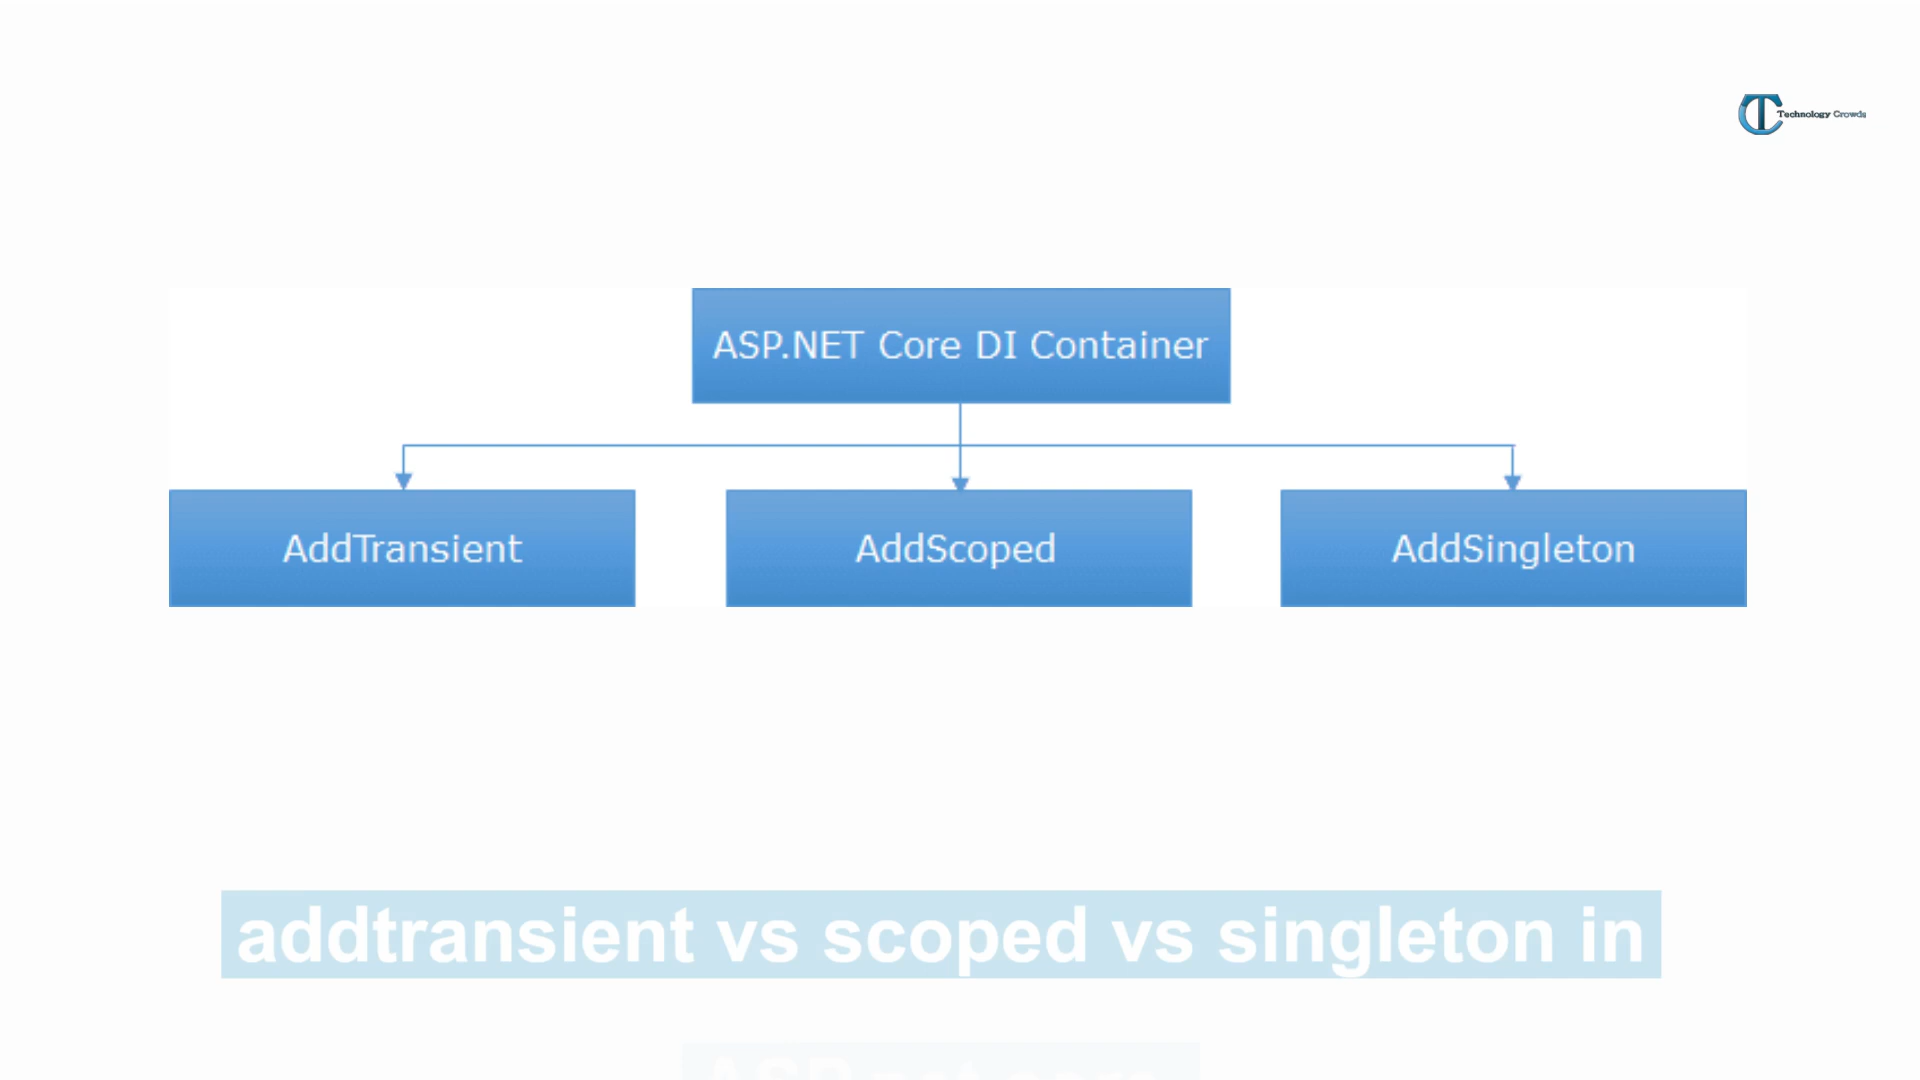 Technology Crowds
ASP.NET Core DI Container
AddTransient
AddScoped
AddSingleton
addtransient vs scoped vs singleton in